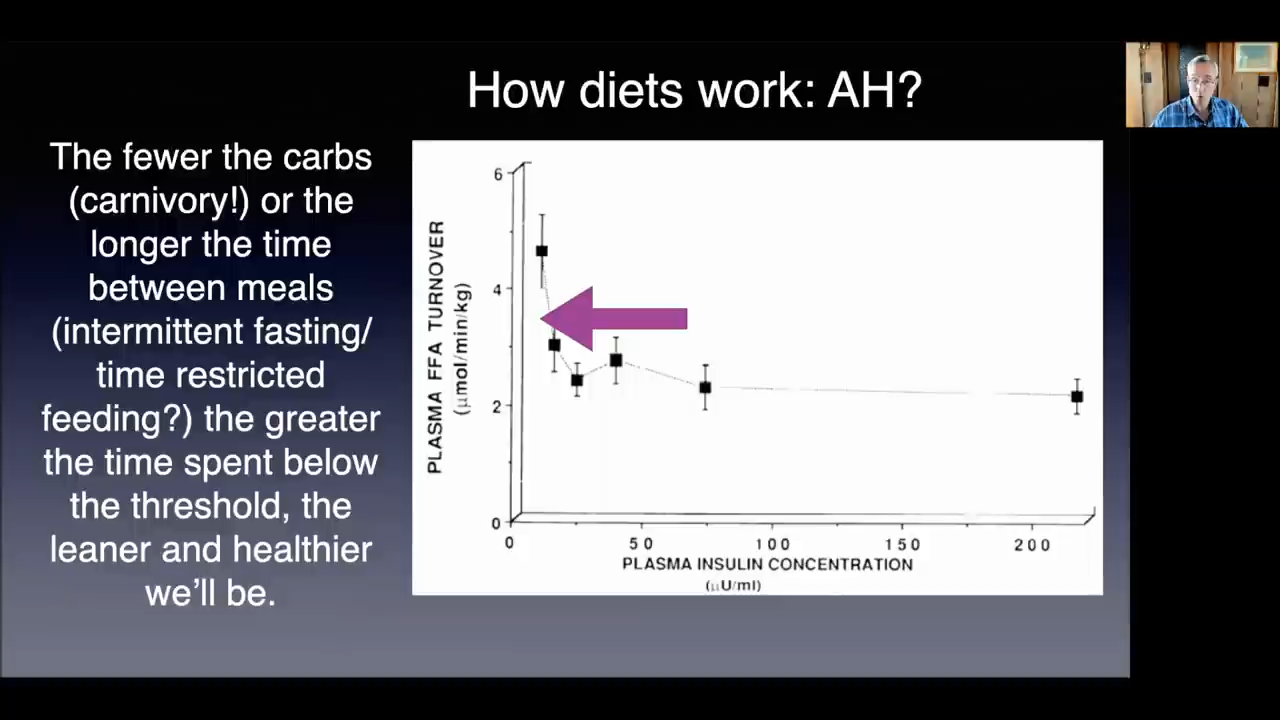 How diets work: AH?
The fewer the carbs
(carnivory!) or the
longer the time
between meals
(intermittent fasting/
time restricted
feeding?) the greater
the time spent below
the threshold, the
leaner and healthier
we'll be.
PLASMA FFA TURNOVER
(μmol/min/kg)
6
4
2
0
0 50 100 150 200
PLASMA INSULIN CONCENTRATION
(μU/ml)